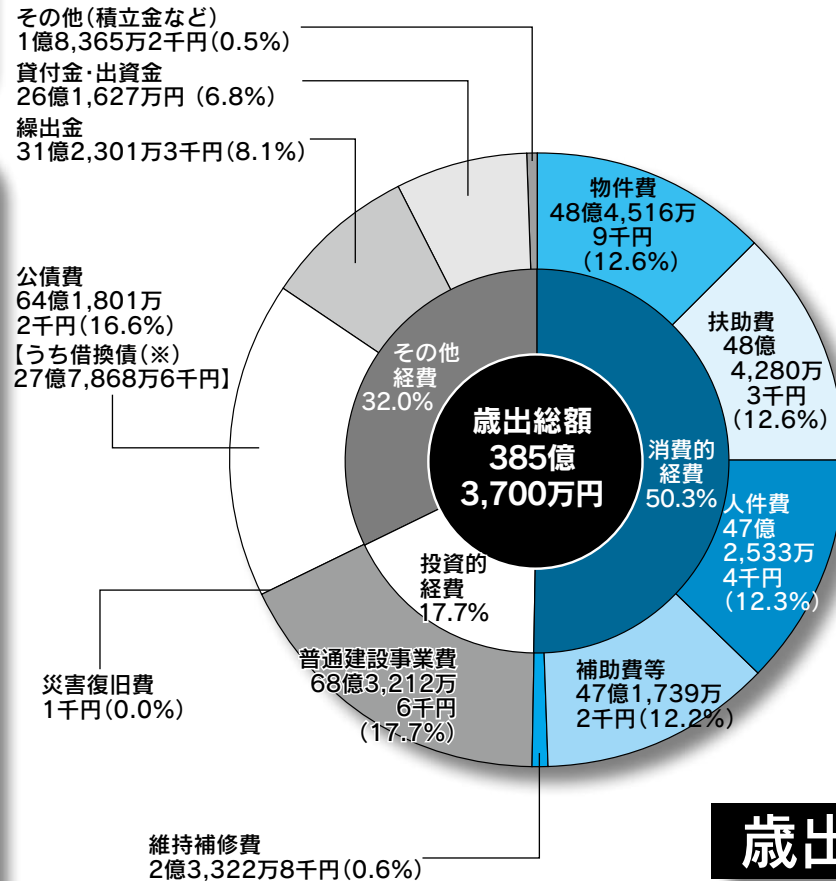 その他(積立金など)
1億8,365万2千円(0.5%)
貸付金・出資金
26億1,627万円 (6.8%)
繰出金
31億2,301万3千円(8.1%)
公債費
64億1,801万
2千円(16.6%)
【うち借換債(※)
27億7,868万6千円】
災害復旧費
1千円(0.0%)
維持補修費
2億3,322万8千円(0.6%)
物件費
48億4,516万
9千円
(12.6%)
扶助費
48億
4,280万
3千円
(12.6%)
人件費
47億
2,533万
4千円
(12.3%)
補助費等
47億1,739万
2千円(12.2%)
普通建設事業費
68億3,212万
6千円
(17.7%)
その他
経費
32.0%
消費的
経費
50.3%
投資的
経費
17.7%
歳出総額
385億
3,700万円
歳出